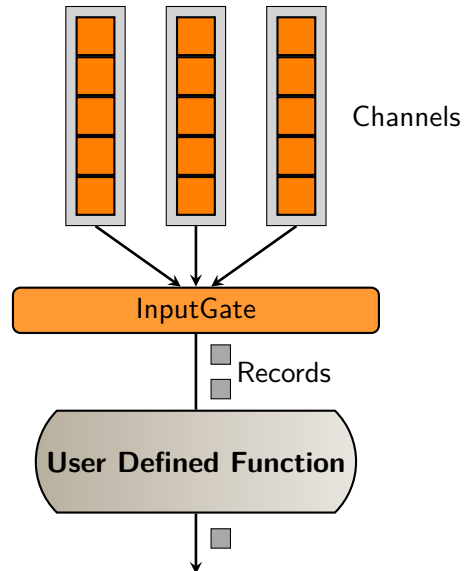 Channels
InputGate
Records
User Defined Function